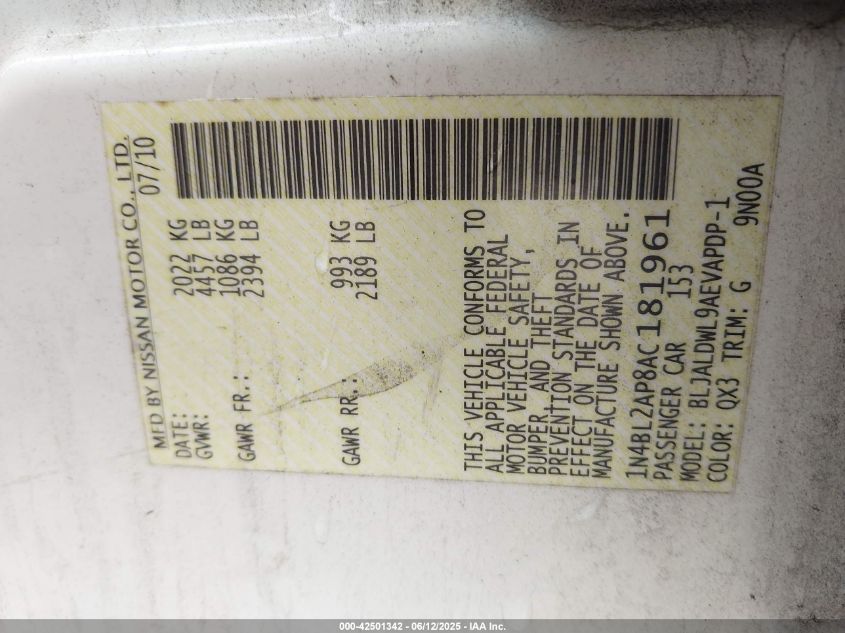 MFD BY NISSAN MOTOR CO., LTD.
DATE: 07/10
GVWR: 2022 KG
4457 LB
GAWR FR.: 1086 KG
2394 LB
GAWR RR.: 993 KG
2189 LB
THIS VEHICLE CONFORMS TO
ALL APPLICABLE FEDERAL
MOTOR VEHICLE SAFETY,
BUMPER, AND THEFT
PREVENTION STANDARDS IN
EFFECT ON THE DATE OF
MANUFACTURE SHOWN ABOVE.
1N4BL2AP8AC181961
PASSENGER CAR 153
MODEL: BLJALDWL9AEVAPDP-1
COLOR: QX3 TRIM: G 9N00A
000-42501342 - 06/12/2025 - IAA Inc.